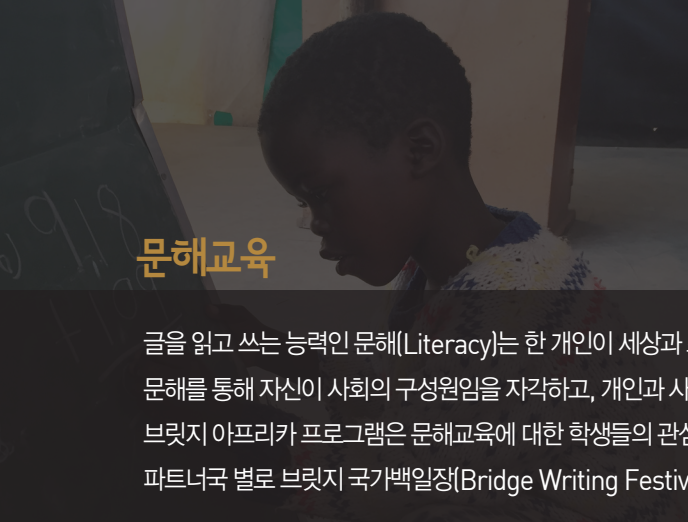 문해교육
글을 읽고 쓰는 능력인 문해(Literacy)는 한 개인이 세상과
문해를 통해 자신이 사회의 구성원임을 자각하고, 개인과
브릿지 아프리카 프로그램은 문해교육에 대한 학생들의
파트너국 별로 브릿지 국가백일장(Bridge Writing